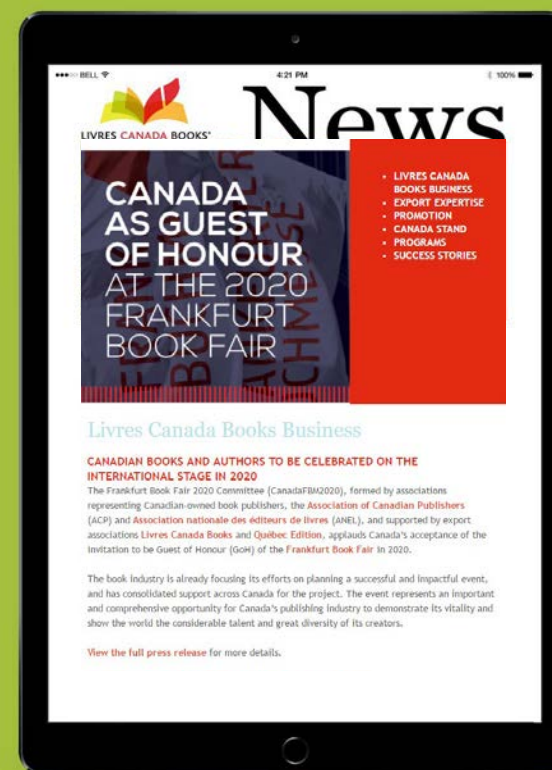 BELL 4:21 PM 100%
LIVRES CANADA BOOKS
News
CANADA
AS GUEST
OF HONOUR
AT THE 2020
FRANKFURT
BOOK FAIR
• LIVRES CANADA
BOOKS BUSINESS
• EXPORT EXPERTISE
• PROMOTION
• CANADA STAND
• PROGRAMS
• SUCCESS STORIES
Livres Canada Books Business
CANADIAN BOOKS AND AUTHORS TO BE CELEBRATED ON THE
INTERNATIONAL STAGE IN 2020
The Frankfurt Book Fair 2020 Committee (CanadaFBM2020), formed by associations
representing Canadian-owned book publishers, the Association of Canadian Publishers
(ACP) and Association nationale des éditeurs de livres (ANEL), and supported by export
associations Livres Canada Books and Québec Edition, applauds Canada's acceptance of the
invitation to be Guest of Honour (GoH) of the Frankfurt Book Fair in 2020.
The book industry is already focusing its efforts on planning a successful and impactful event,
and has consolidated support across Canada for the project. The event represents an important
and comprehensive opportunity for Canada's publishing industry to demonstrate its vitality and
show the world the considerable talent and great diversity of its creators.
View the full press release for more details.